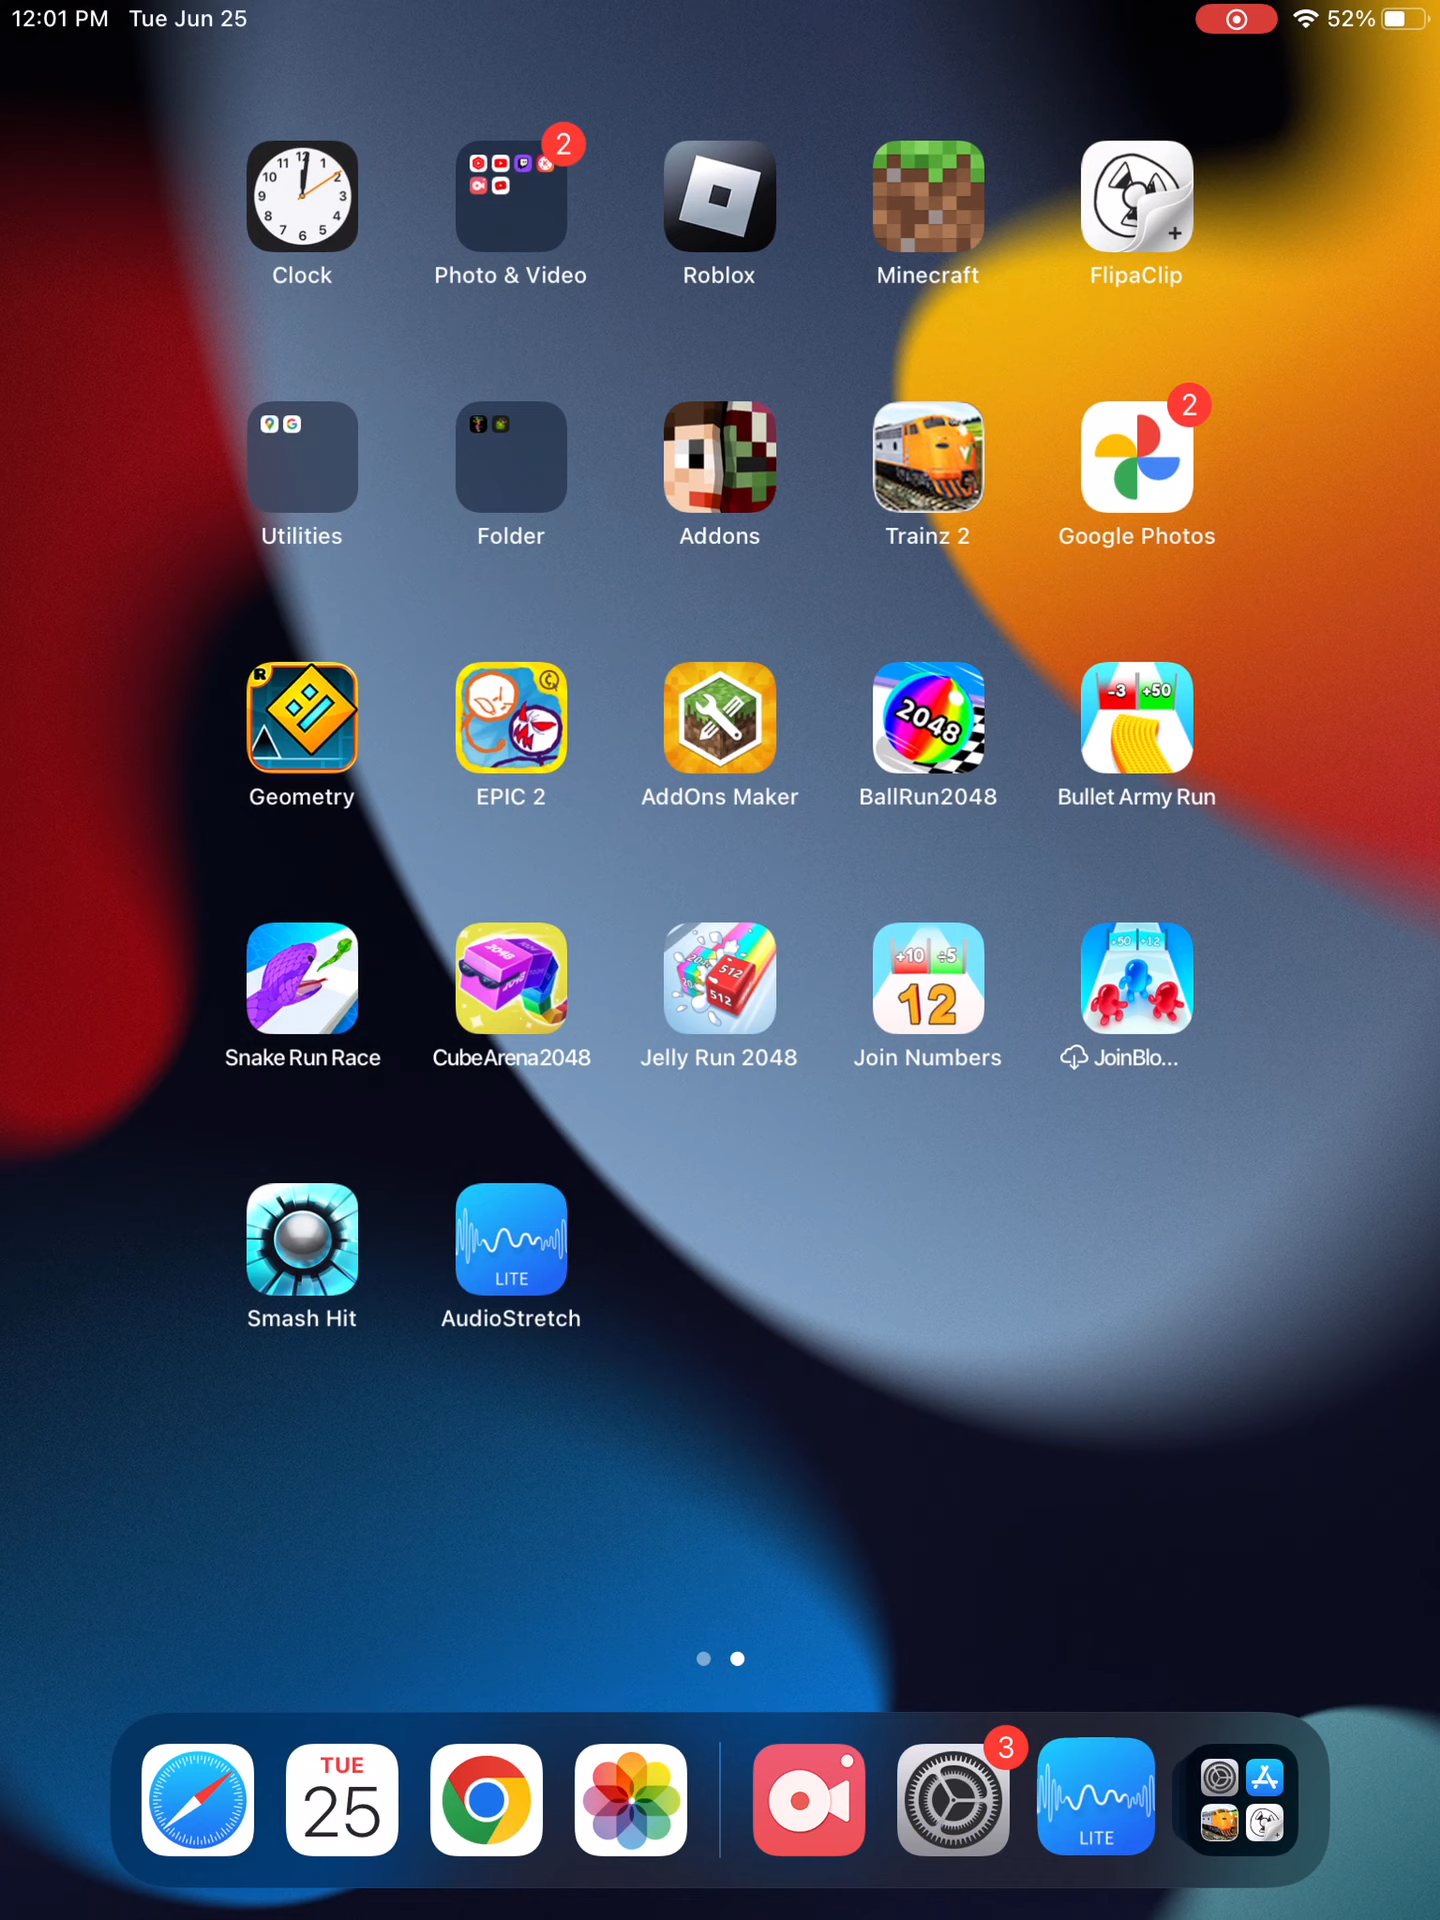 12:01 PM Tue Jun 25
52%
2
Clock
Photo & Video
Roblox
Minecraft
FlipaClip
2
Utilities
Folder
Addons
Trainz 2
Google Photos
2048
-3
+50
Geometry
EPIC 2
AddOns Maker
BallRun2048
Bullet Army Run
2048
512
512
+10
÷5
12
+50
+12
Snake Run Race
CubeArena2048
Jelly Run 2048
Join Numbers
JoinBlo...
LITE
Smash Hit
AudioStretch
TUE
25
3
LITE